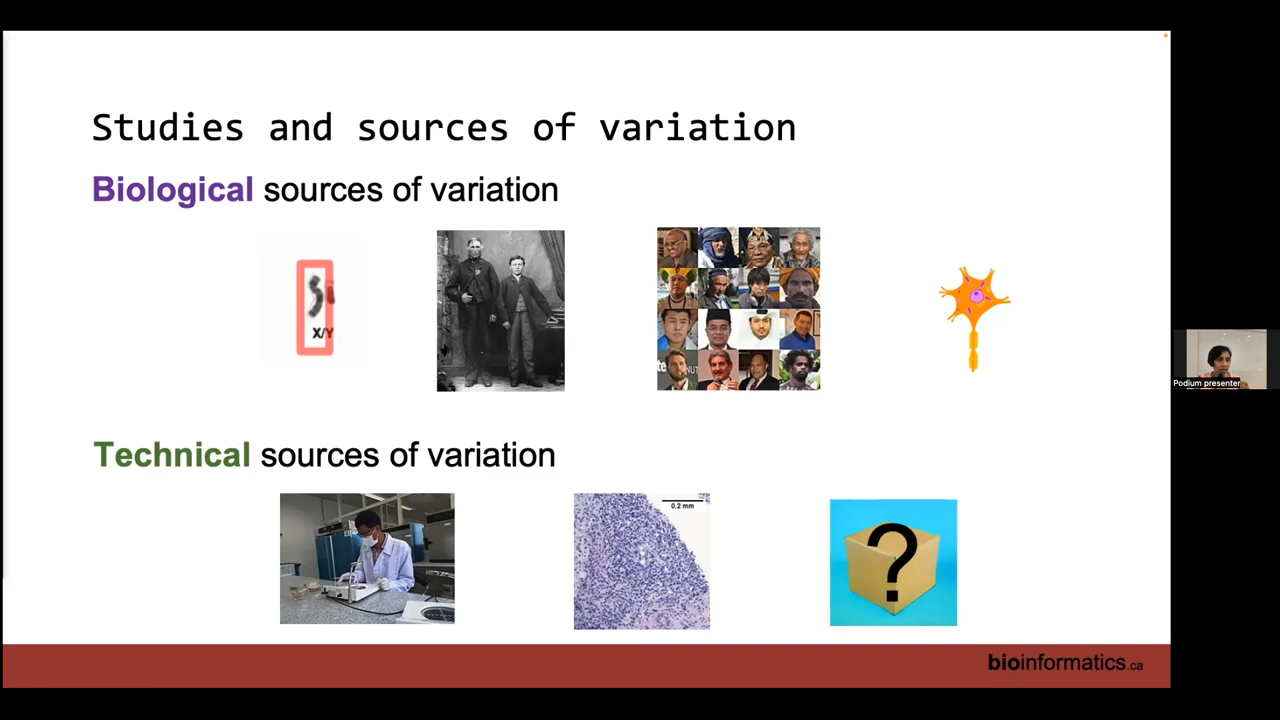 Studies and sources of variation
Biological sources of variation
X/Y
Technical sources of variation
0.2 mm
?
Podium presenter
bioinformatics.ca